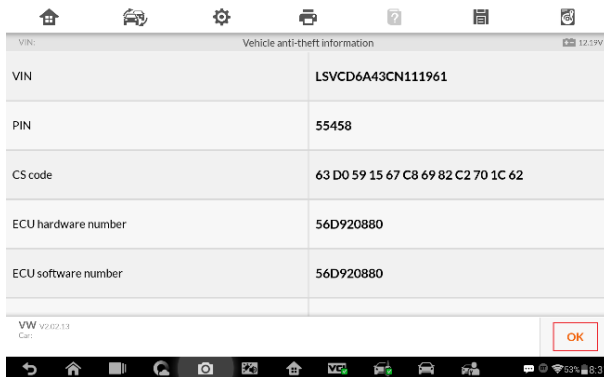 VIN: Vehicle anti-theft information 12.19V
VIN LSVCD6A43CN111961
PIN 55458
CS code 63 D0 59 15 67 C8 69 82 C2 70 1C 62
ECU hardware number 56D920880
ECU software number 56D920880
VW V2.02.13
Car:
OK
53% 8:3